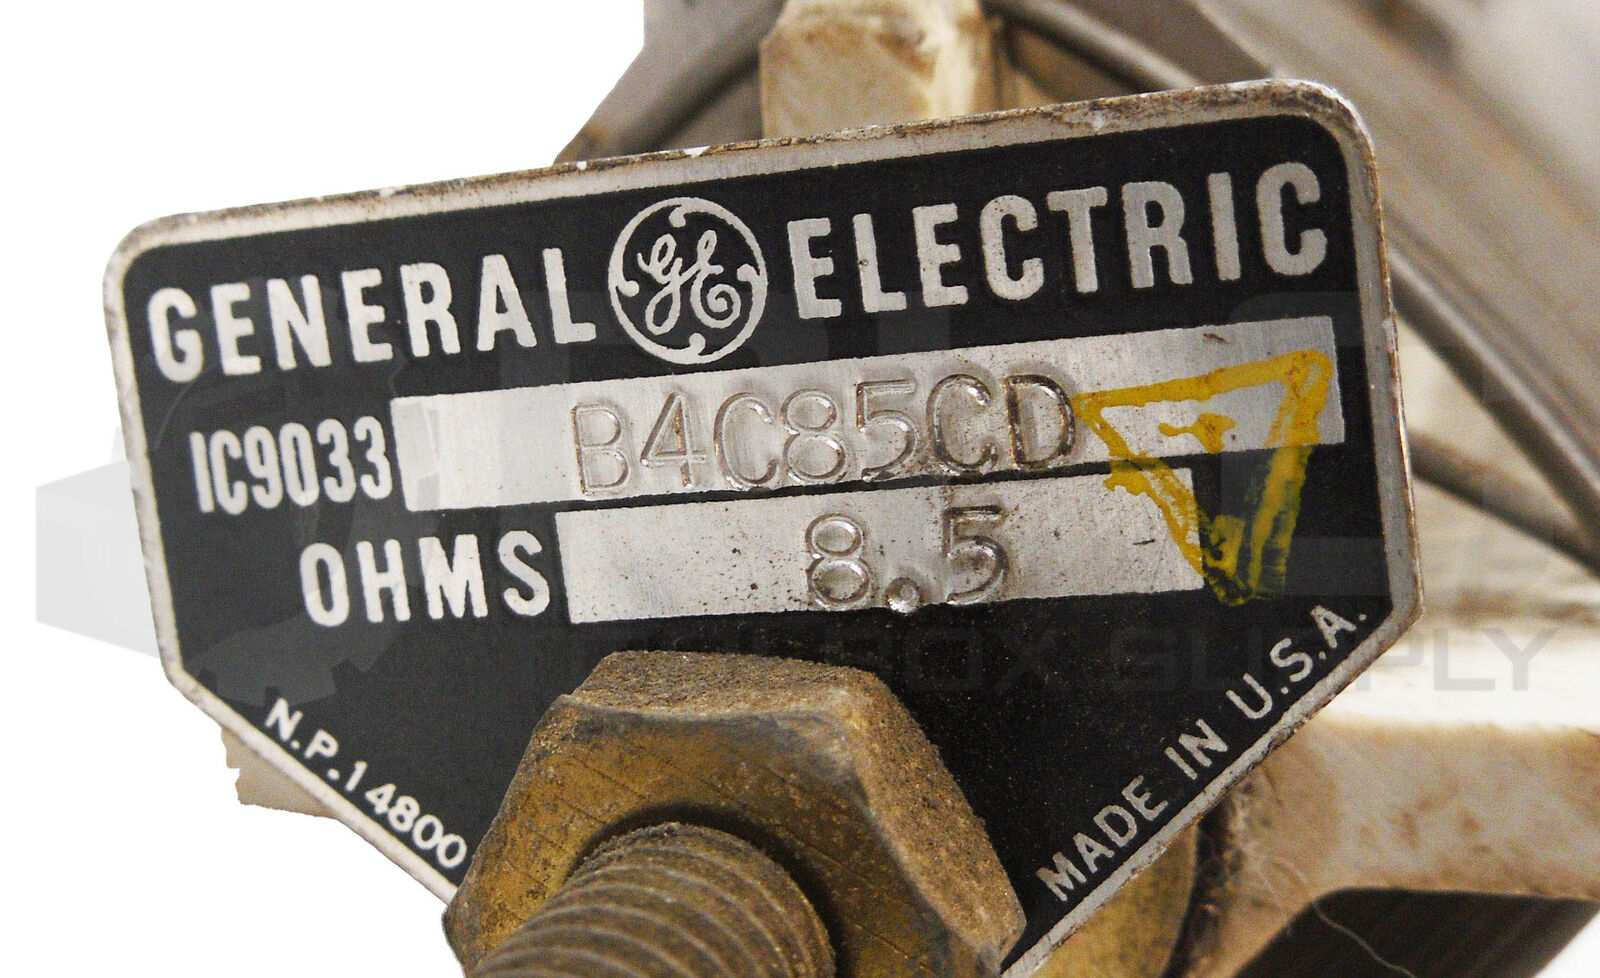 GENERAL GE ELECTRIC
IC9033 B4C85CD
OHMS 8.5
N.P.14800
MADE IN U.S.A.